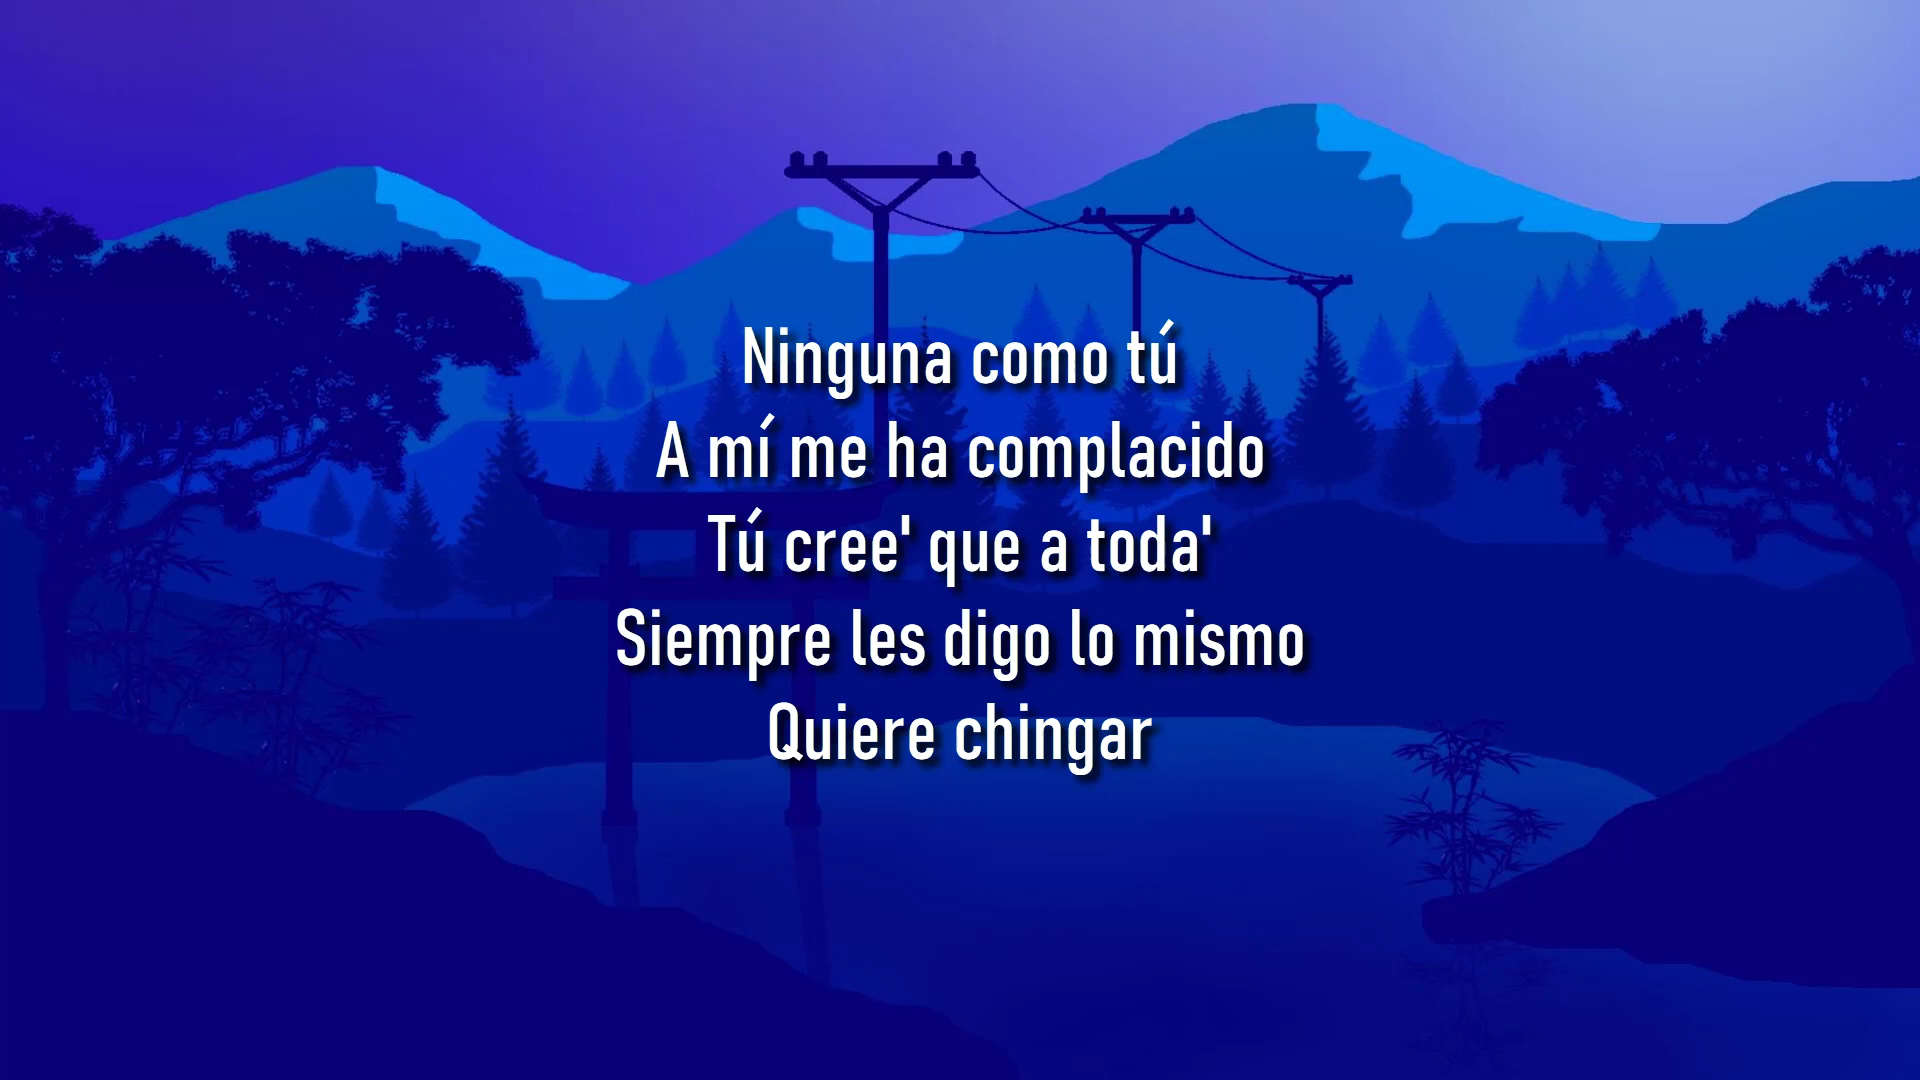 Ninguna como tú
A mí me ha complacido
Tú cree' que a toda'
Siempre les digo lo mismo
Quiere chingar